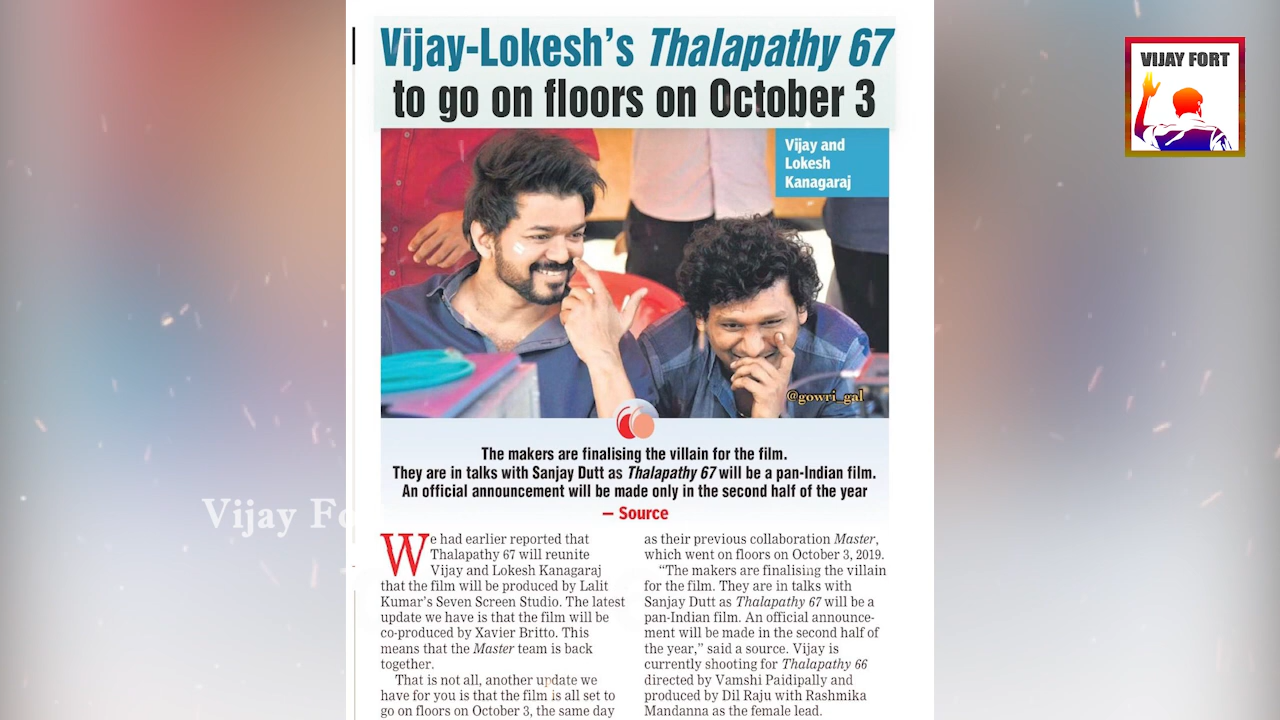 Vijay-Lokesh's Thalapathy 67
to go on floors on October 3
VIJAY FORT
Vijay and
Lokesh
Kanagaraj
@gowri_gal
The makers are finalising the villain for the film.
They are in talks with Sanjay Dutt as Thalapathy 67 will be a pan-Indian film.
An official announcement will be made only in the second half of the year
— Source
Vijay Fo
We had earlier reported that
Thalapathy 67 will reunite
Vijay and Lokesh Kanagaraj
that the film will be produced by Lalit
Kumar's Seven Screen Studio. The latest
update we have is that the film will be
co-produced by Xavier Britto. This
means that the Master team is back
together.
That is not all, another update we
have for you is that the film is all set to
go on floors on October 3, the same day
as their previous collaboration Master,
which went on floors on October 3, 2019.
“The makers are finalising the villain
for the film. They are in talks with
Sanjay Dutt as Thalapathy 67 will be a
pan-Indian film. An official announce-
ment will be made in the second half of
the year,” said a source. Vijay is
currently shooting for Thalapathy 66
directed by Vamshi Paidipally and
produced by Dil Raju with Rashmika
Mandanna as the female lead.